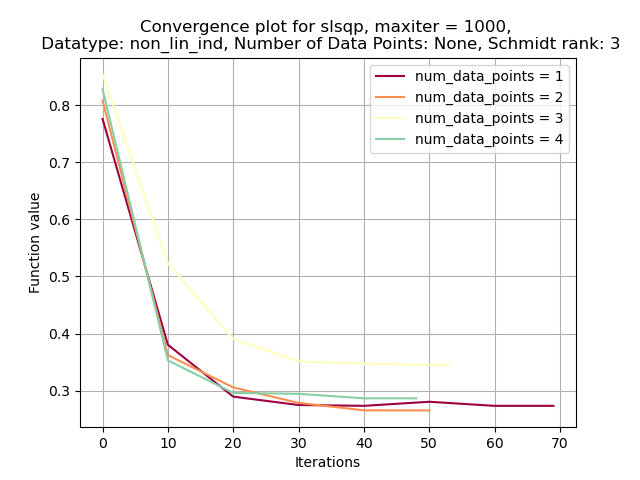 Convergence plot for slsqp, maxiter = 1000,
Datatype: non_lin_ind, Number of Data Points: None, Schmidt rank: 3
num_data_points = 1
num_data_points = 2
num_data_points = 3
num_data_points = 4
Function value
0.8
0.7
0.6
0.5
0.4
0.3
0 10 20 30 40 50 60 70
Iterations